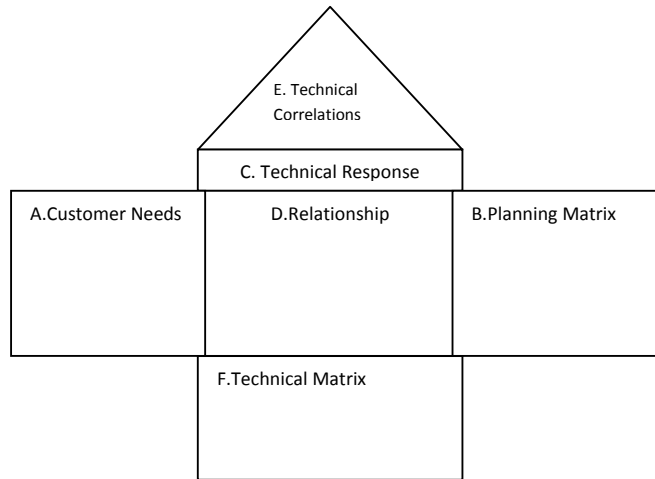 E. Technical
Correlations
C. Technical Response
A.Customer Needs
D.Relationship
B.Planning Matrix
F.Technical Matrix